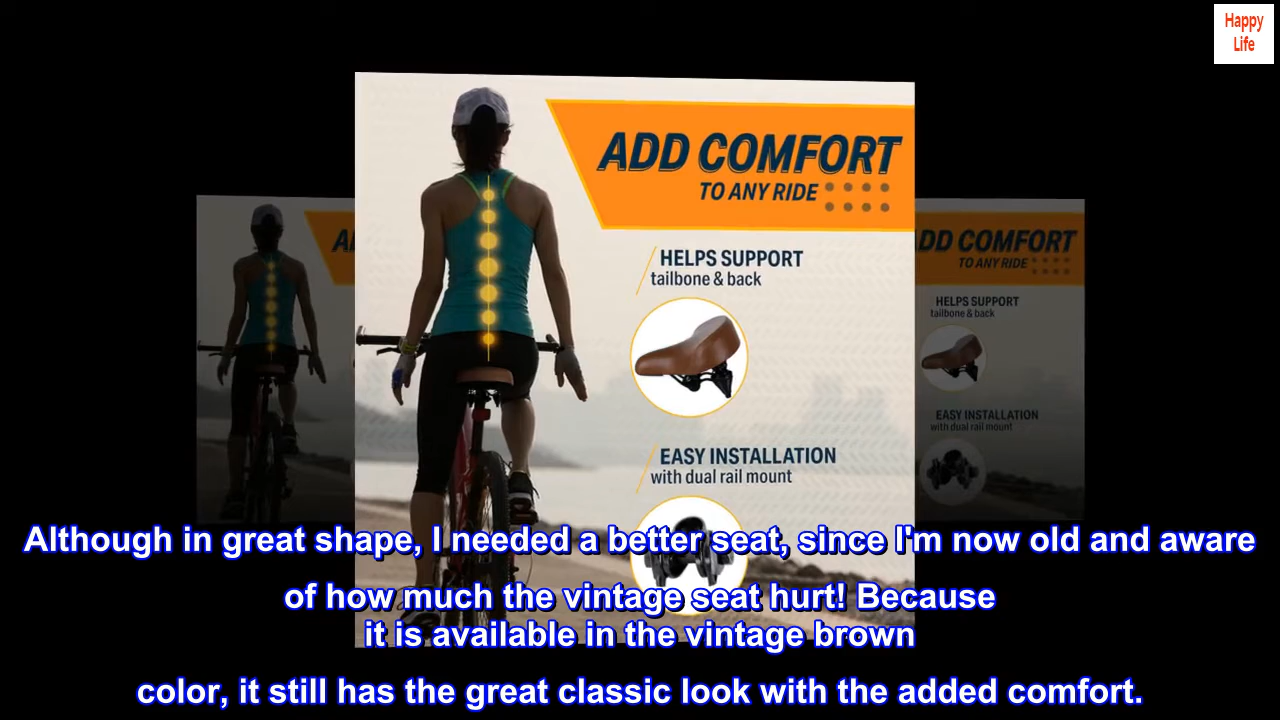 Happy
Life
ADD COMFORT
TO ANY RIDE
HELPS SUPPORT
tailbone & back
EASY INSTALLATION
with dual rail mount
DD COMFORT
TO ANY RIDE
HELPS SUPPORT
tailbone & back
EASY INSTALLATION
with dual rail mount
Although in great shape, I needed a better seat, since I'm now old and aware
of how much the vintage seat hurt! Because
it is available in the vintage brown
color, it still has the great classic look with the added comfort.